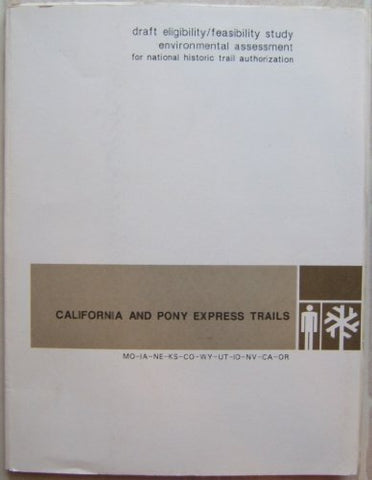 draft eligibility/feasibility study
environmental assessment
for national historic trail authorization
CALIFORNIA AND PONY EXPRESS TRAILS
MO-IA-NE-KS-CO-WY-UT-ID-NV-CA-OR